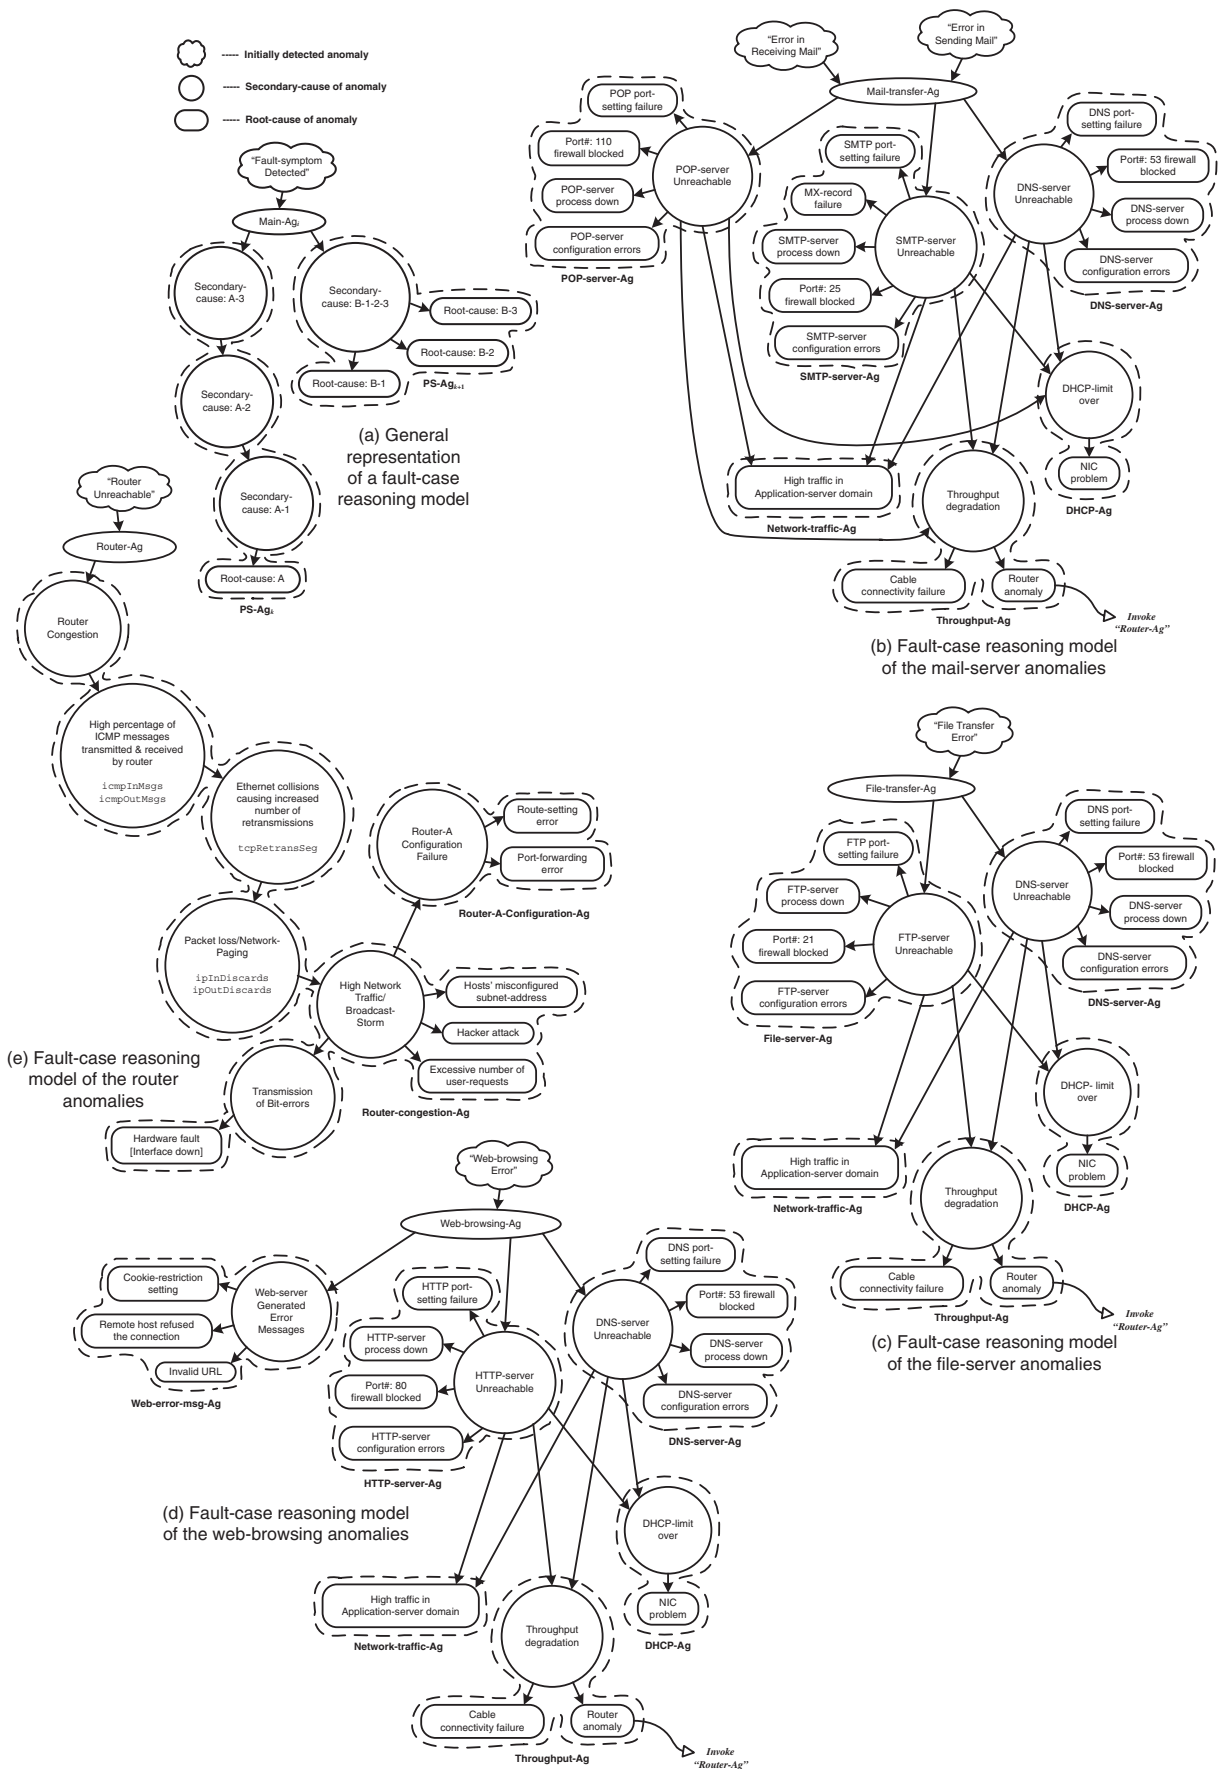 ----- Initially detected anomaly
----- Secondary-cause of anomaly
----- Root-cause of anomaly
"Fault-symptom
Detected"
Main-Agi
Secondary-
cause: A-3
Secondary-
cause: B-1-2-3
Root-cause: B-3
Root-cause: B-2
Root-cause: B-1
PS-Agk+1
Secondary-
cause: A-2
Secondary-
cause: A-1
Root-cause: A
PS-Agk
(a) General
representation
of a fault-case
reasoning model
"Error in
Receiving Mail"
"Error in
Sending Mail"
Mail-transfer-Ag
POP port-
setting failure
Port#: 110
firewall blocked
POP-server
process down
POP-server
configuration errors
POP-server
Unreachable
POP-server-Ag
SMTP port-
setting failure
MX-record
failure
SMTP-server
process down
Port#: 25
firewall blocked
SMTP-server
configuration errors
SMTP-server
Unreachable
SMTP-server-Ag
DNS port-
setting failure
Port#: 53 firewall
blocked
DNS-server
process down
DNS-server
configuration errors
DNS-server
Unreachable
DNS-server-Ag
DHCP-limit
over
NIC
problem
DHCP-Ag
High traffic in
Application-server domain
Network-traffic-Ag
Throughput
degradation
Cable
connectivity failure
Router
anomaly
Throughput-Ag
Invoke
"Router-Ag"
(b) Fault-case reasoning model
of the mail-server anomalies
"Router
Unreachable"
Router-Ag
Router
Congestion
High percentage of
ICMP messages
transmitted & received
by router
icmpInMsgs
icmpOutMsgs
Ethernet collisions
causing increased
number of
retransmissions
tcpRetransSeg
Packet loss/Network-
Paging
ipInDiscards
ipOutDiscards
Router-A
Configuration
Failure
Route-setting
error
Port-forwarding
error
Router-A-Configuration-Ag
High Network
Traffic/
Broadcast-
Storm
Hosts' misconfigured
subnet-address
Hacker attack
Excessive number of
user-requests
Router-congestion-Ag
Transmission
of Bit-errors
Hardware fault
[Interface down]
(e) Fault-case reasoning
model of the router
anomalies
"File Transfer
Error"
File-transfer-Ag
FTP port-
setting failure
FTP-server
process down
Port#: 21
firewall blocked
FTP-server
configuration errors
FTP-server
Unreachable
File-server-Ag
DNS port-
setting failure
Port#: 53 firewall
blocked
DNS-server
process down
DNS-server
configuration errors
DNS-server
Unreachable
DNS-server-Ag
DHCP- limit
over
NIC
problem
DHCP-Ag
High traffic in
Application-server domain
Network-traffic-Ag
Throughput
degradation
Cable
connectivity failure
Router
anomaly
Throughput-Ag
Invoke
"Router-Ag"
(c) Fault-case reasoning model
of the file-server anomalies
"Web-browsing
Error"
Web-browsing-Ag
Cookie-restriction
setting
Remote host refused
the connection
Invalid URL
Web-server
Generated
Error
Messages
Web-error-msg-Ag
HTTP port-
setting failure
HTTP-server
process down
Port#: 80
firewall blocked
HTTP-server
configuration errors
HTTP-server
Unreachable
HTTP-server-Ag
DNS port-
setting failure
Port#: 53 firewall
blocked
DNS-server
process down
DNS-server
configuration errors
DNS-server
Unreachable
DNS-server-Ag
(d) Fault-case reasoning model
of the web-browsing anomalies
DHCP-limit
over
NIC
problem
DHCP-Ag
High traffic in
Application-server domain
Network-traffic-Ag
Throughput
degradation
Cable
connectivity failure
Router
anomaly
Throughput-Ag
Invoke
"Router-Ag"